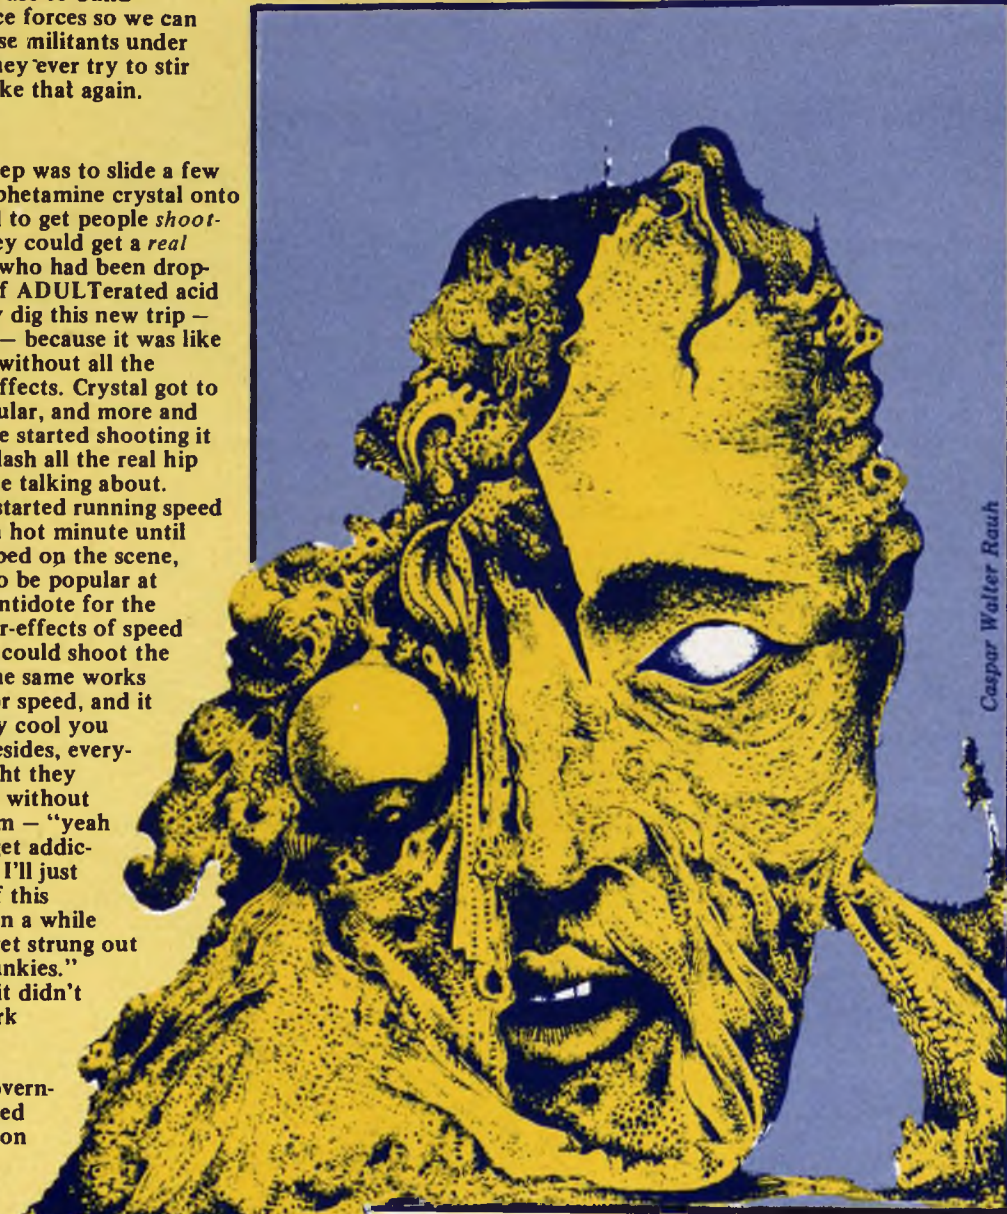 ce forces so we can
se militants under
ney ever try to stir
ke that again.
ep was to slide a few
phetamine crystal onto
l to get people shoot-
ey could get a real
who had been drop-
f ADULTerated acid
y dig this new trip —
— because it was like
without all the
ffects. Crystal got to
ular, and more and
e started shooting it
lash all the real hip
e talking about.
started running speed
hot minute until
ped on the scene,
o be popular at
ntidote for the
r-effects of speed
could shoot the
ne same works
or speed, and it
y cool you
esides, every-
ht they
without
m — “yeah
et addic-
I'll just
f this
n a while
et strung out
unkies.”
it didn't
rk
overn-
ed
on
Caspar Walter Rauh